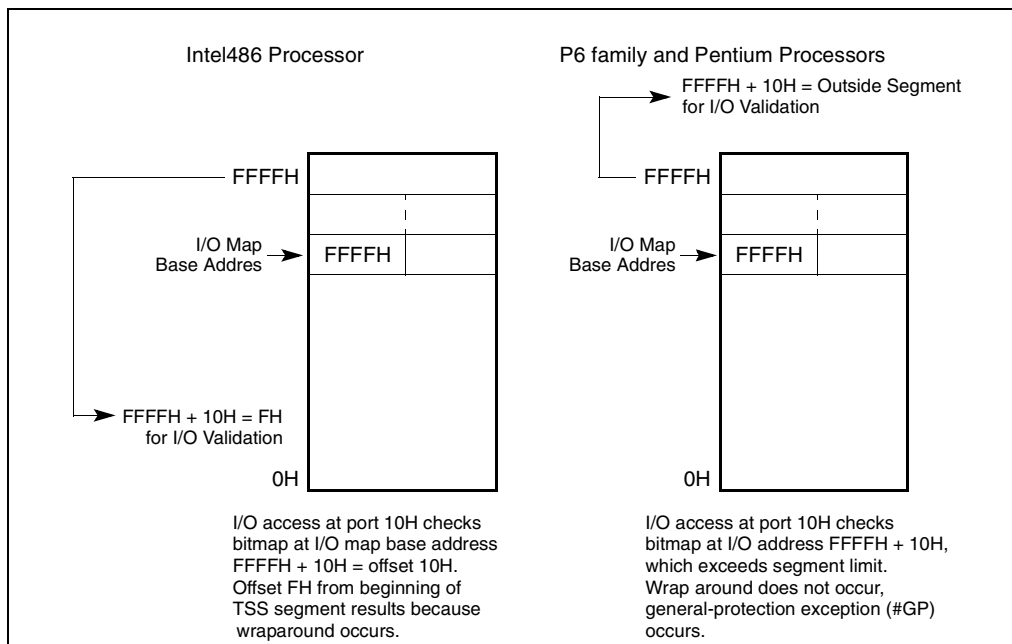 Intel486 Processor
FFFFH
I/O Map
Base Addres
FFFFH
FFFFH + 10H = FH
for I/O Validation
0H
I/O access at port 10H checks
bitmap at I/O map base address
FFFFH + 10H = offset 10H.
Offset FH from beginning of
TSS segment results because
wraparound occurs.
P6 family and Pentium Processors
FFFFH + 10H = Outside Segment
for I/O Validation
FFFFH
I/O Map
Base Addres
FFFFH
0H
I/O access at port 10H checks
bitmap at I/O address FFFFH + 10H,
which exceeds segment limit.
Wrap around does not occur,
general-protection exception (#GP)
occurs.